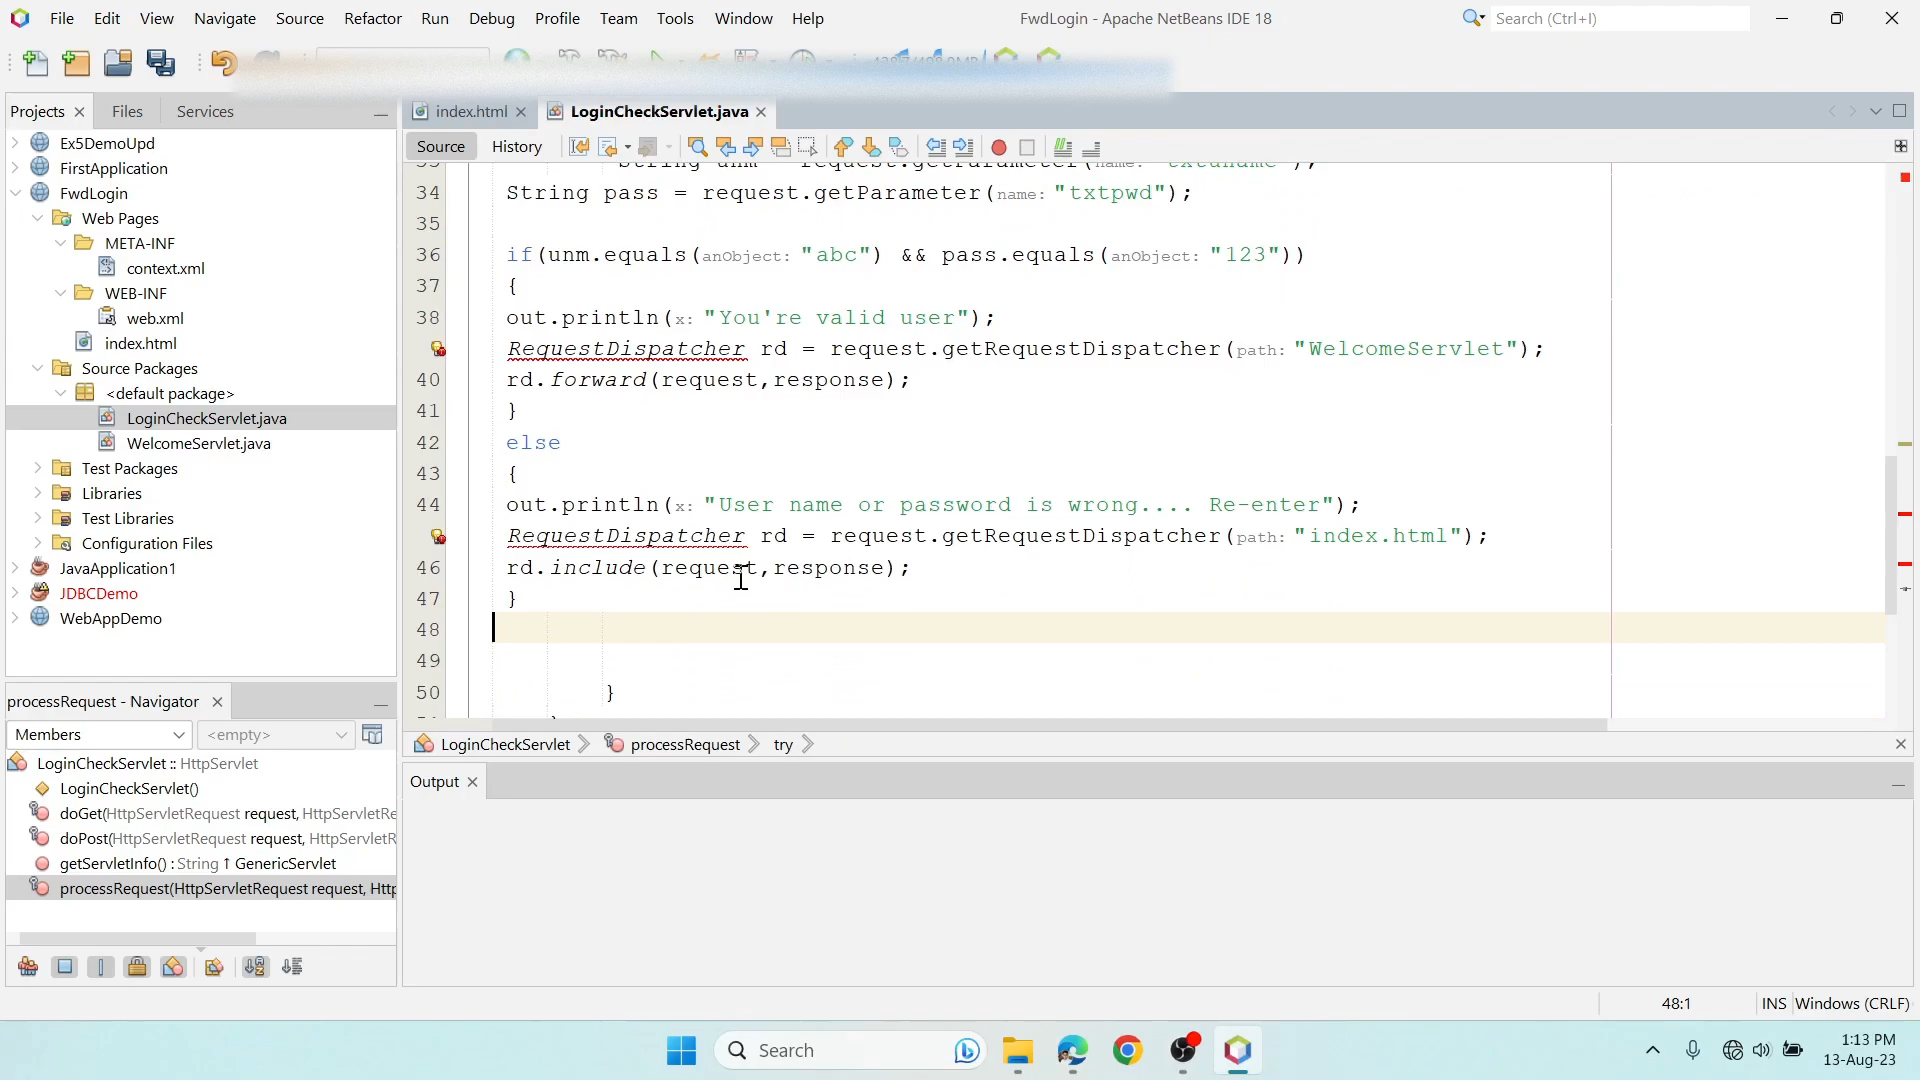 File Edit View Navigate Source Refactor Run Debug Profile Team Tools Window Help
FwdLogin - Apache NetBeans IDE 18
Search (Ctrl+I)
Projects Files Services
index.html LoginCheckServlet.java
Source History
Ex5DemoUpd
FirstApplication
FwdLogin
Web Pages
META-INF
context.xml
WEB-INF
web.xml
index.html
Source Packages
<default package>
LoginCheckServlet.java
WelcomeServlet.java
Test Packages
Libraries
Test Libraries
Configuration Files
JavaApplication1
JDBCDemo
WebAppDemo
34 String pass = request.getParameter(name: "txtpwd");
35
36 if(unm.equals(anObject: "abc") && pass.equals(anObject: "123"))
37 {
38 out.println(x: "You're valid user");
RequestDispatcher rd = request.getRequestDispatcher(path: "WelcomeServlet");
40 rd.forward(request,response);
41 }
42 else
43 {
44 out.println(x: "User name or password is wrong.... Re-enter");
RequestDispatcher rd = request.getRequestDispatcher(path: "index.html");
46 rd.include(request,response);
47 }
48
49
50 }
LoginCheckServlet processRequest try
processRequest - Navigator
Members <empty>
LoginCheckServlet :: HttpServlet
LoginCheckServlet()
doGet(HttpServletRequest request, HttpServletRe
doPost(HttpServletRequest request, HttpServletR
getServletInfo() : String ↑ GenericServlet
processRequest(HttpServletRequest request, Http
Output
48:1 INS Windows (CRLF)
Search
1:13 PM
13-Aug-23